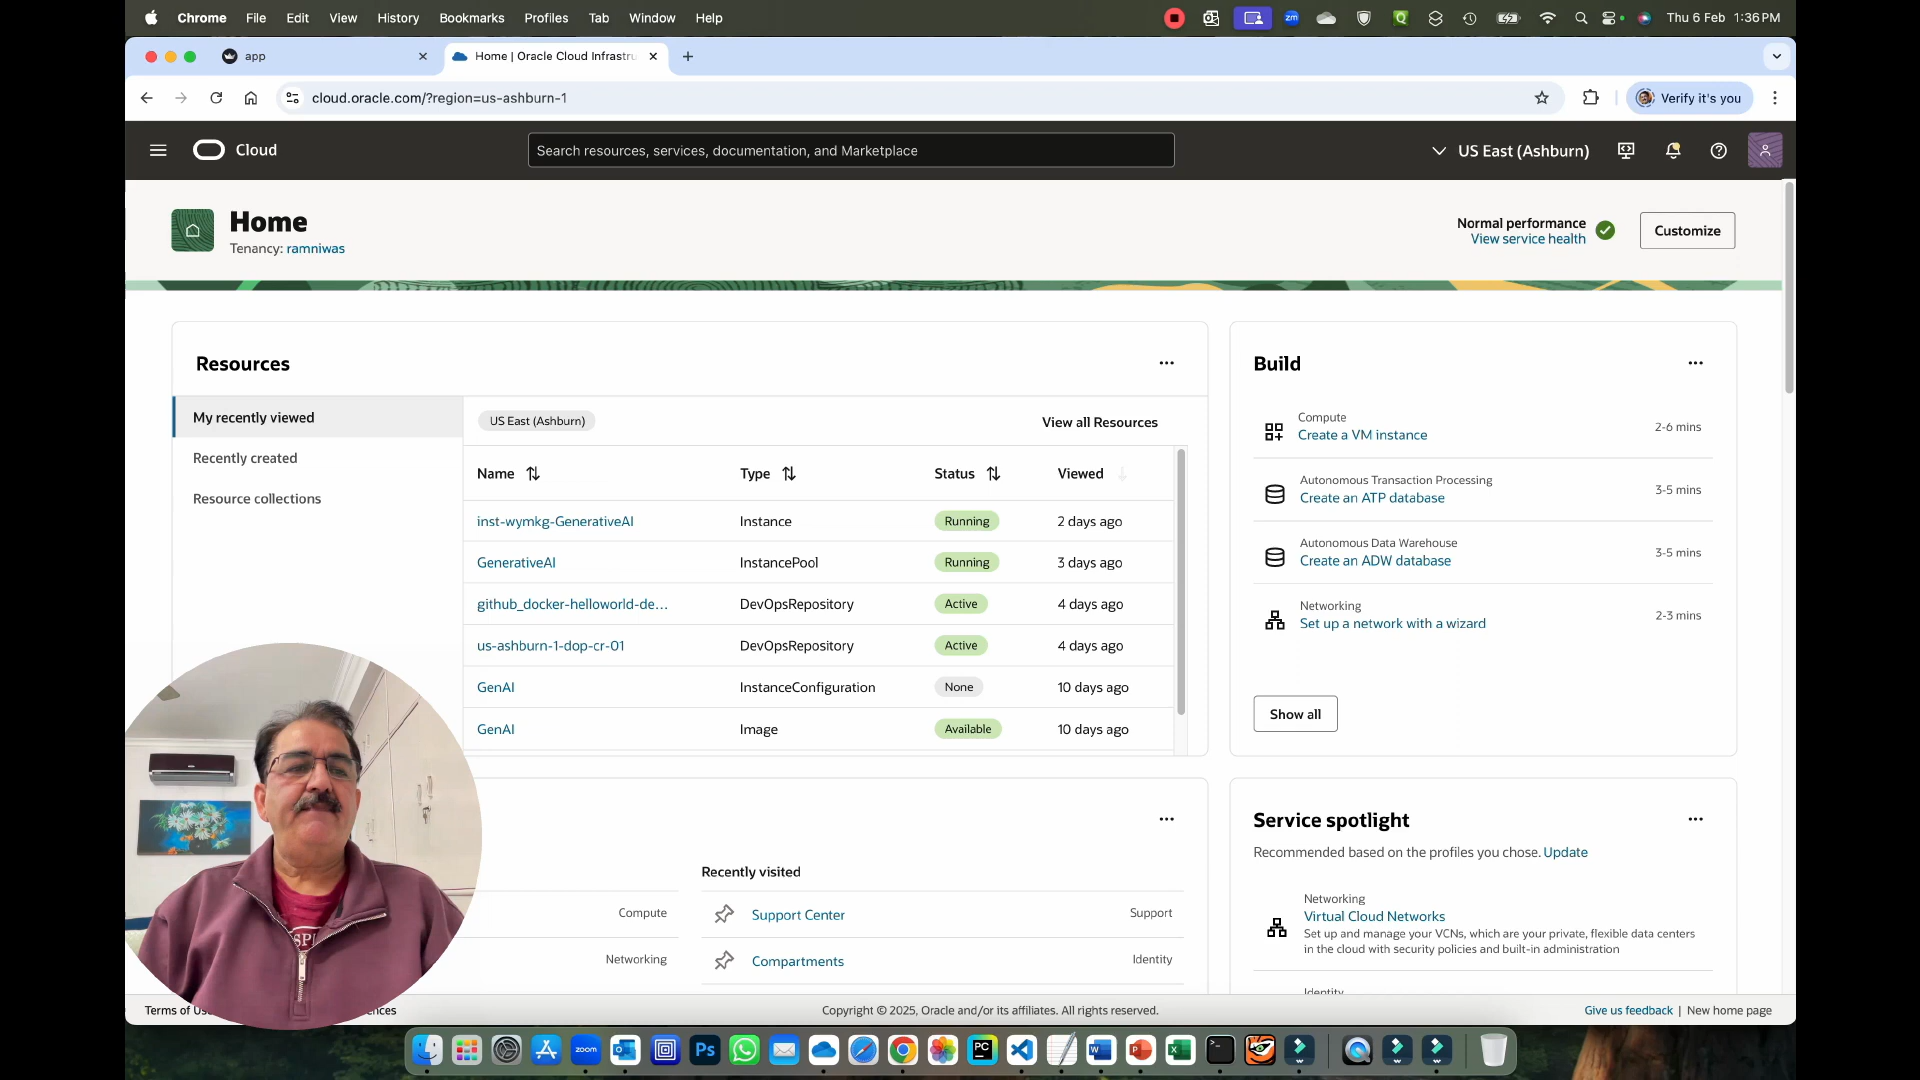 Chrome File Edit View History Bookmarks Profiles Tab Window Help
zm
Thu 6 Feb 1:36PM
app
Home | Oracle Cloud Infrastru
cloud.oracle.com/?region=us-ashburn-1
Verify it's you
Cloud
Search resources, services, documentation, and Marketplace
US East (Ashburn)
Home
Tenancy: ramniwas
Normal performance
View service health
Customize
Resources
My recently viewed
Recently created
Resource collections
US East (Ashburn)
View all Resources
Name Type Status Viewed
inst-wymkg-GenerativeAI Instance Running 2 days ago
GenerativeAI InstancePool Running 3 days ago
github_docker-helloworld-de... DevOpsRepository Active 4 days ago
us-ashburn-1-dop-cr-01 DevOpsRepository Active 4 days ago
GenAI InstanceConfiguration None 10 days ago
GenAI Image Available 10 days ago
Build
Compute
Create a VM instance
2-6 mins
Autonomous Transaction Processing
Create an ATP database
3-5 mins
Autonomous Data Warehouse
Create an ADW database
3-5 mins
Networking
Set up a network with a wizard
2-3 mins
Show all
Compute
Networking
Recently visited
Support Center Support
Compartments Identity
Service spotlight
Recommended based on the profiles you chose. Update
Networking
Virtual Cloud Networks
Set up and manage your VCNs, which are your private, flexible data centers
in the cloud with security policies and built-in administration
Identity
Terms of
Copyright © 2025, Oracle and/or its affiliates. All rights reserved.
Give us feedback | New home page
zoom
Ps
PC